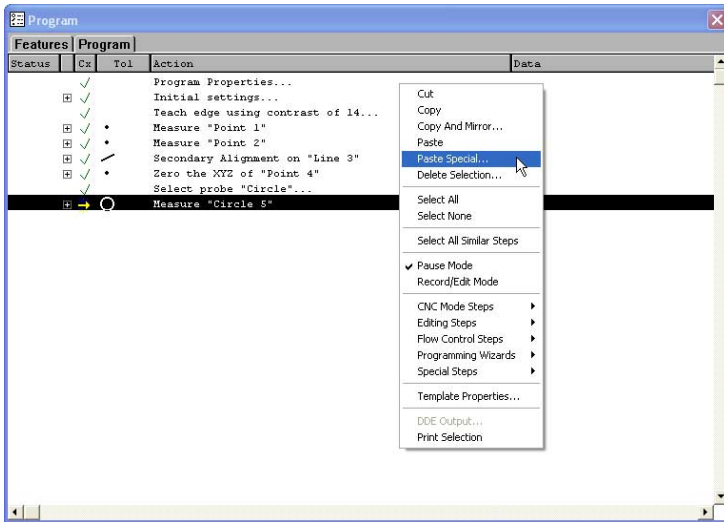 Program
Features Program
Status Cx Tol Action Data
Program Properties...
Initial settings...
Teach edge using contrast of 14...
Measure "Point 1"
Measure "Point 2"
Secondary Alignment on "Line 3"
Zero the XYZ of "Point 4"
Select probe "Circle"...
Measure "Circle 5"
Cut
Copy
Copy And Mirror...
Paste
Paste Special...
Delete Selection...
Select All
Select None
Select All Similar Steps
Pause Mode
Record/Edit Mode
CNC Mode Steps
Editing Steps
Flow Control Steps
Programming Wizards
Special Steps
Template Properties...
DDE Output...
Print Selection